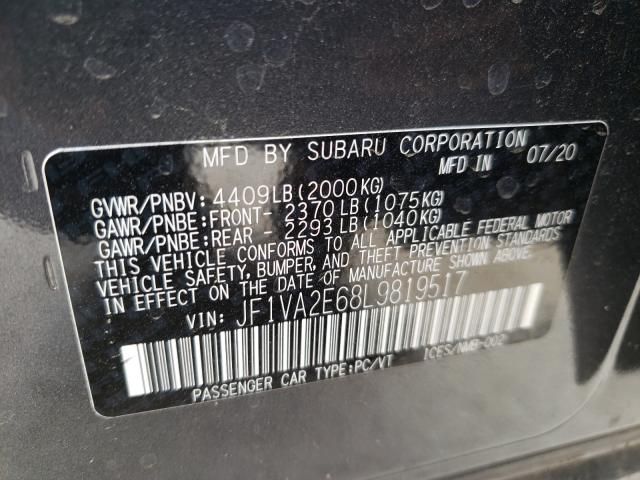 MFD BY SUBARU CORPORATION
MFD IN 07/20
GVWR/PNBV: 4409LB(2000KG)
GAWR/PNBE:FRONT- 2370LB(1075KG)
GAWR/PNBE:REAR - 2293LB(1040KG)
THIS VEHICLE CONFORMS TO ALL APPLICABLE FEDERAL MOTOR
VEHICLE SAFETY, BUMPER, AND THEFT PREVENTION STANDARDS
IN EFFECT ON THE DATE OF MANUFACTURE SHOWN ABOVE.
VIN: JF1VA2E68L9819517
PASSENGER CAR TYPE:PC/VT ICES/NMB-002